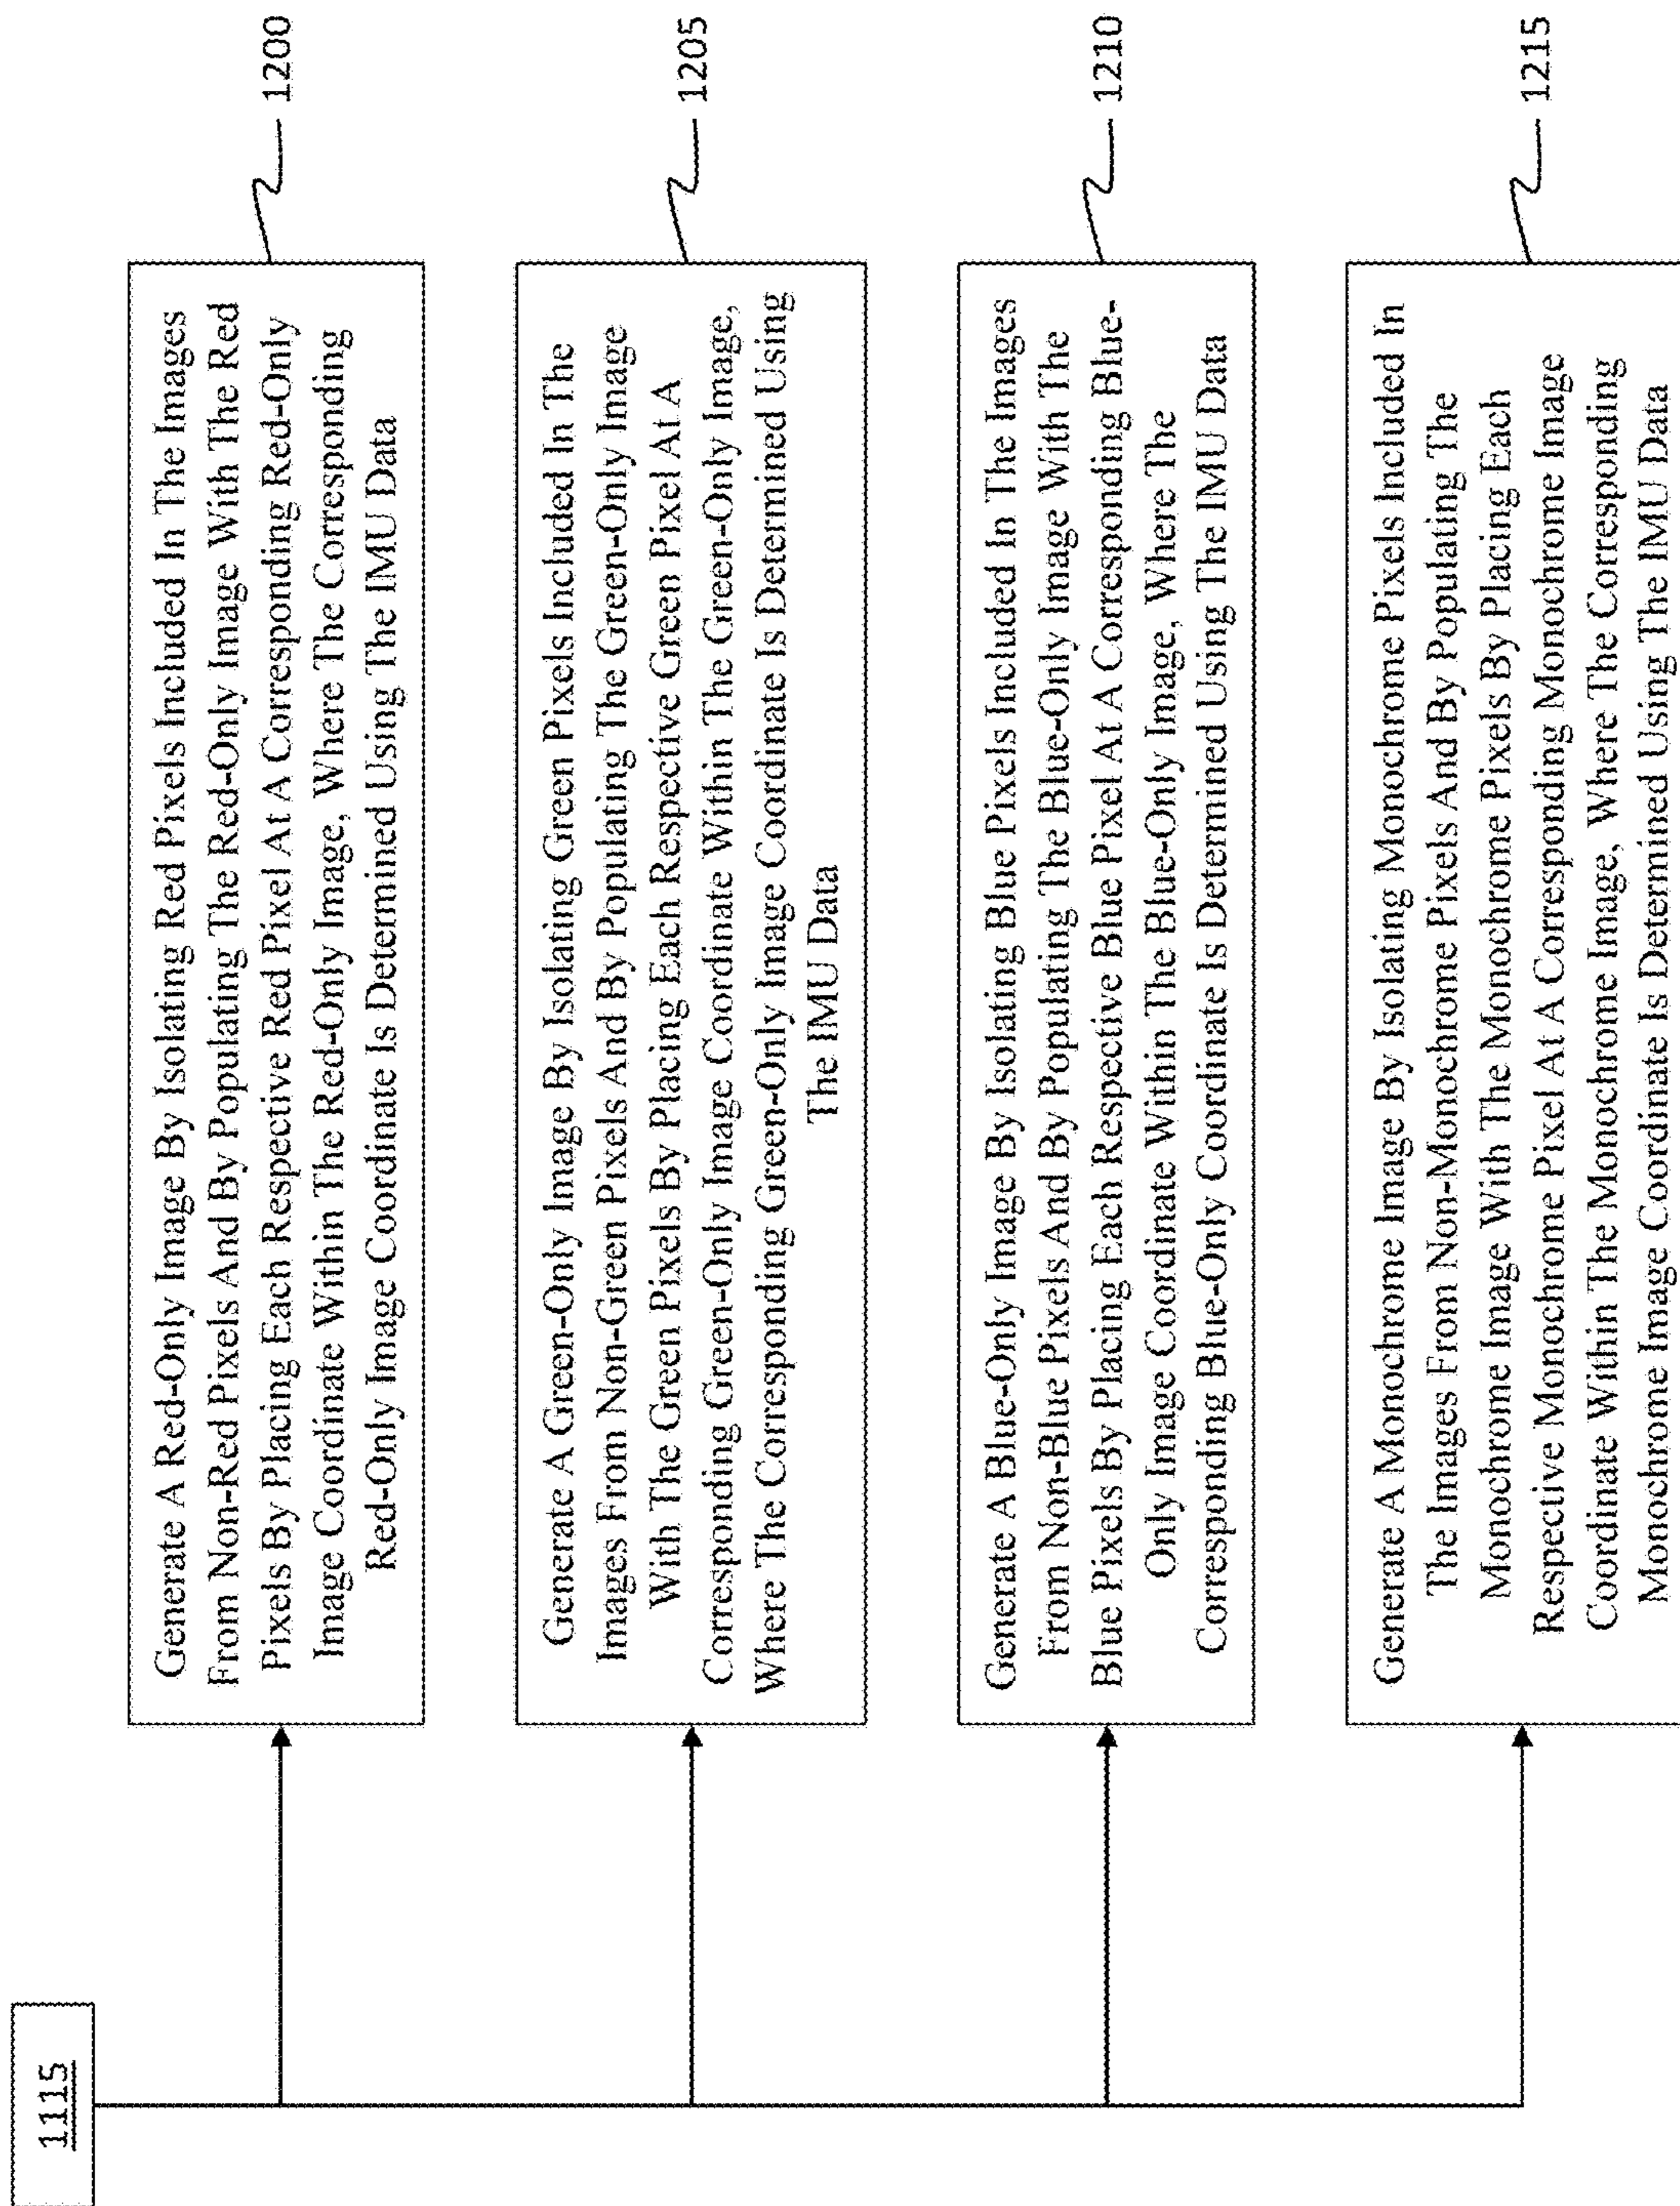 1115
Generate A Red-Only Image By Isolating Red Pixels Included In The Images
From Non-Red Pixels And By Populating The Red-Only Image With The Red
Pixels By Placing Each Respective Red Pixel At A Corresponding Red-Only
Image Coordinate Within The Red-Only Image, Where The Corresponding
Red-Only Image Coordinate Is Determined Using The IMU Data
1200
Generate A Green-Only Image By Isolating Green Pixels Included In The
Images From Non-Green Pixels And By Populating The Green-Only Image
With The Green Pixels By Placing Each Respective Green Pixel At A
Corresponding Green-Only Image Coordinate Within The Green-Only Image,
Where The Corresponding Green-Only Image Coordinate Is Determined Using
The IMU Data
1205
Generate A Blue-Only Image By Isolating Blue Pixels Included In The Images
From Non-Blue Pixels And By Populating The Blue-Only Image With The
Blue Pixels By Placing Each Respective Blue Pixel At A Corresponding Blue-
Only Image Coordinate Within The Blue-Only Image, Where The
Corresponding Blue-Only Coordinate Is Determined Using The IMU Data
1210
Generate A Monochrome Image By Isolating Monochrome Pixels Included In
The Images From Non-Monochrome Pixels And By Populating The
Monochrome Image With The Monochrome Pixels By Placing Each
Respective Monochrome Pixel At A Corresponding Monochrome Image
Coordinate Within The Monochrome Image, Where The Corresponding
Monochrome Image Coordinate Is Determined Using The IMU Data
1215